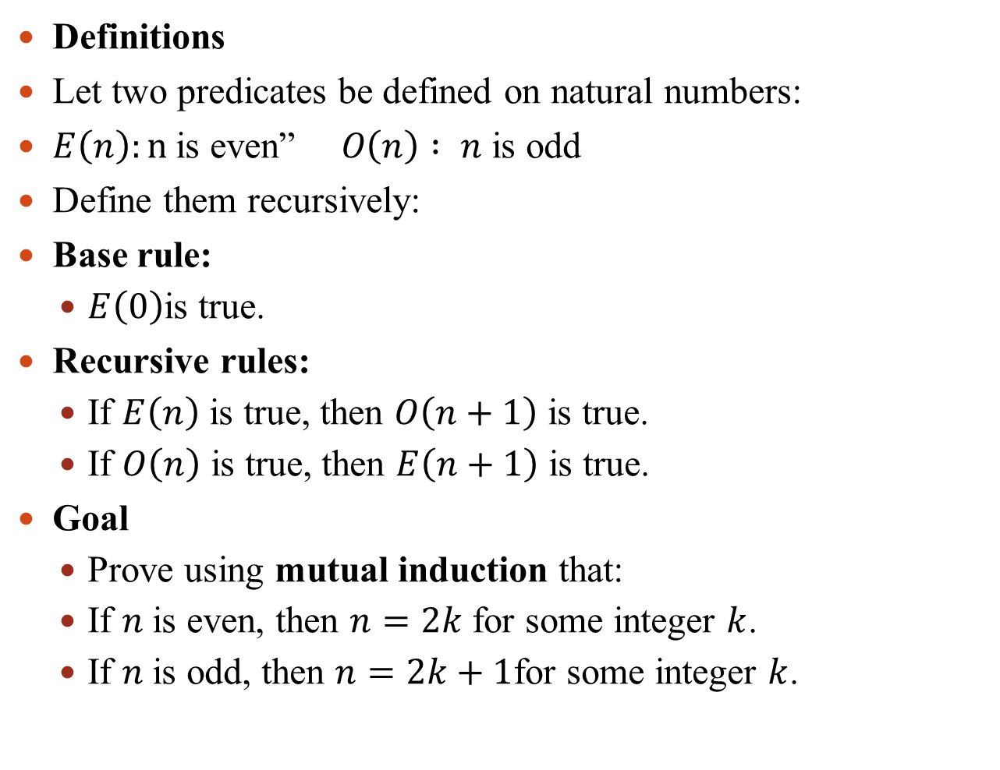 • Definitions
• Let two predicates be defined on natural numbers:
• E(n): n is even” O(n) : n is odd
• Define them recursively:
• Base rule:
• E(0)is true.
• Recursive rules:
• If E(n) is true, then O(n + 1) is true.
• If O(n) is true, then E(n + 1) is true.
• Goal
• Prove using mutual induction that:
• If n is even, then n = 2k for some integer k.
• If n is odd, then n = 2k + 1for some integer k.